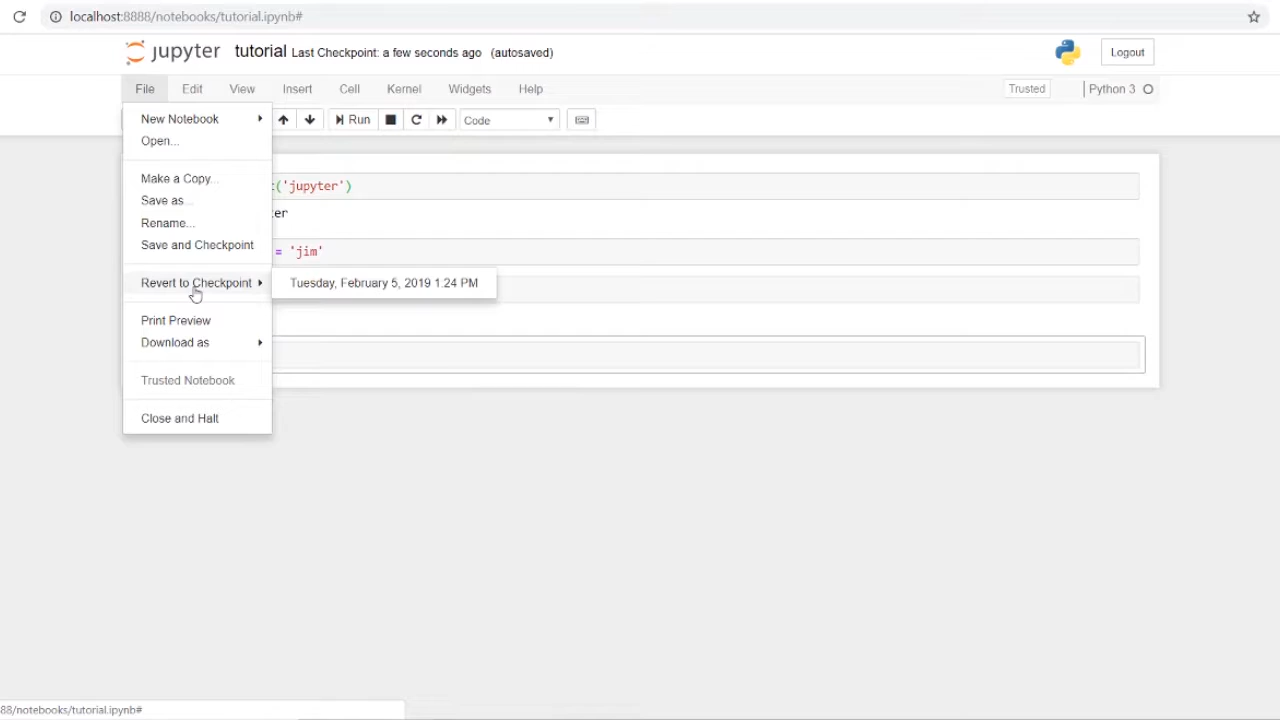 localhost:8888/notebooks/tutorial.ipynb#
jupyter tutorial Last Checkpoint: a few seconds ago (autosaved)
Logout
File Edit View Insert Cell Kernel Widgets Help
Trusted Python 3
Run Code
New Notebook
Open...
Make a Copy...
Save as...
Rename...
Save and Checkpoint
Revert to Checkpoint
Tuesday, February 5, 2019 1.24 PM
Print Preview
Download as
Trusted Notebook
Close and Halt
('jupyter')
er
= 'jim'
88/notebooks/tutorial.ipynb#